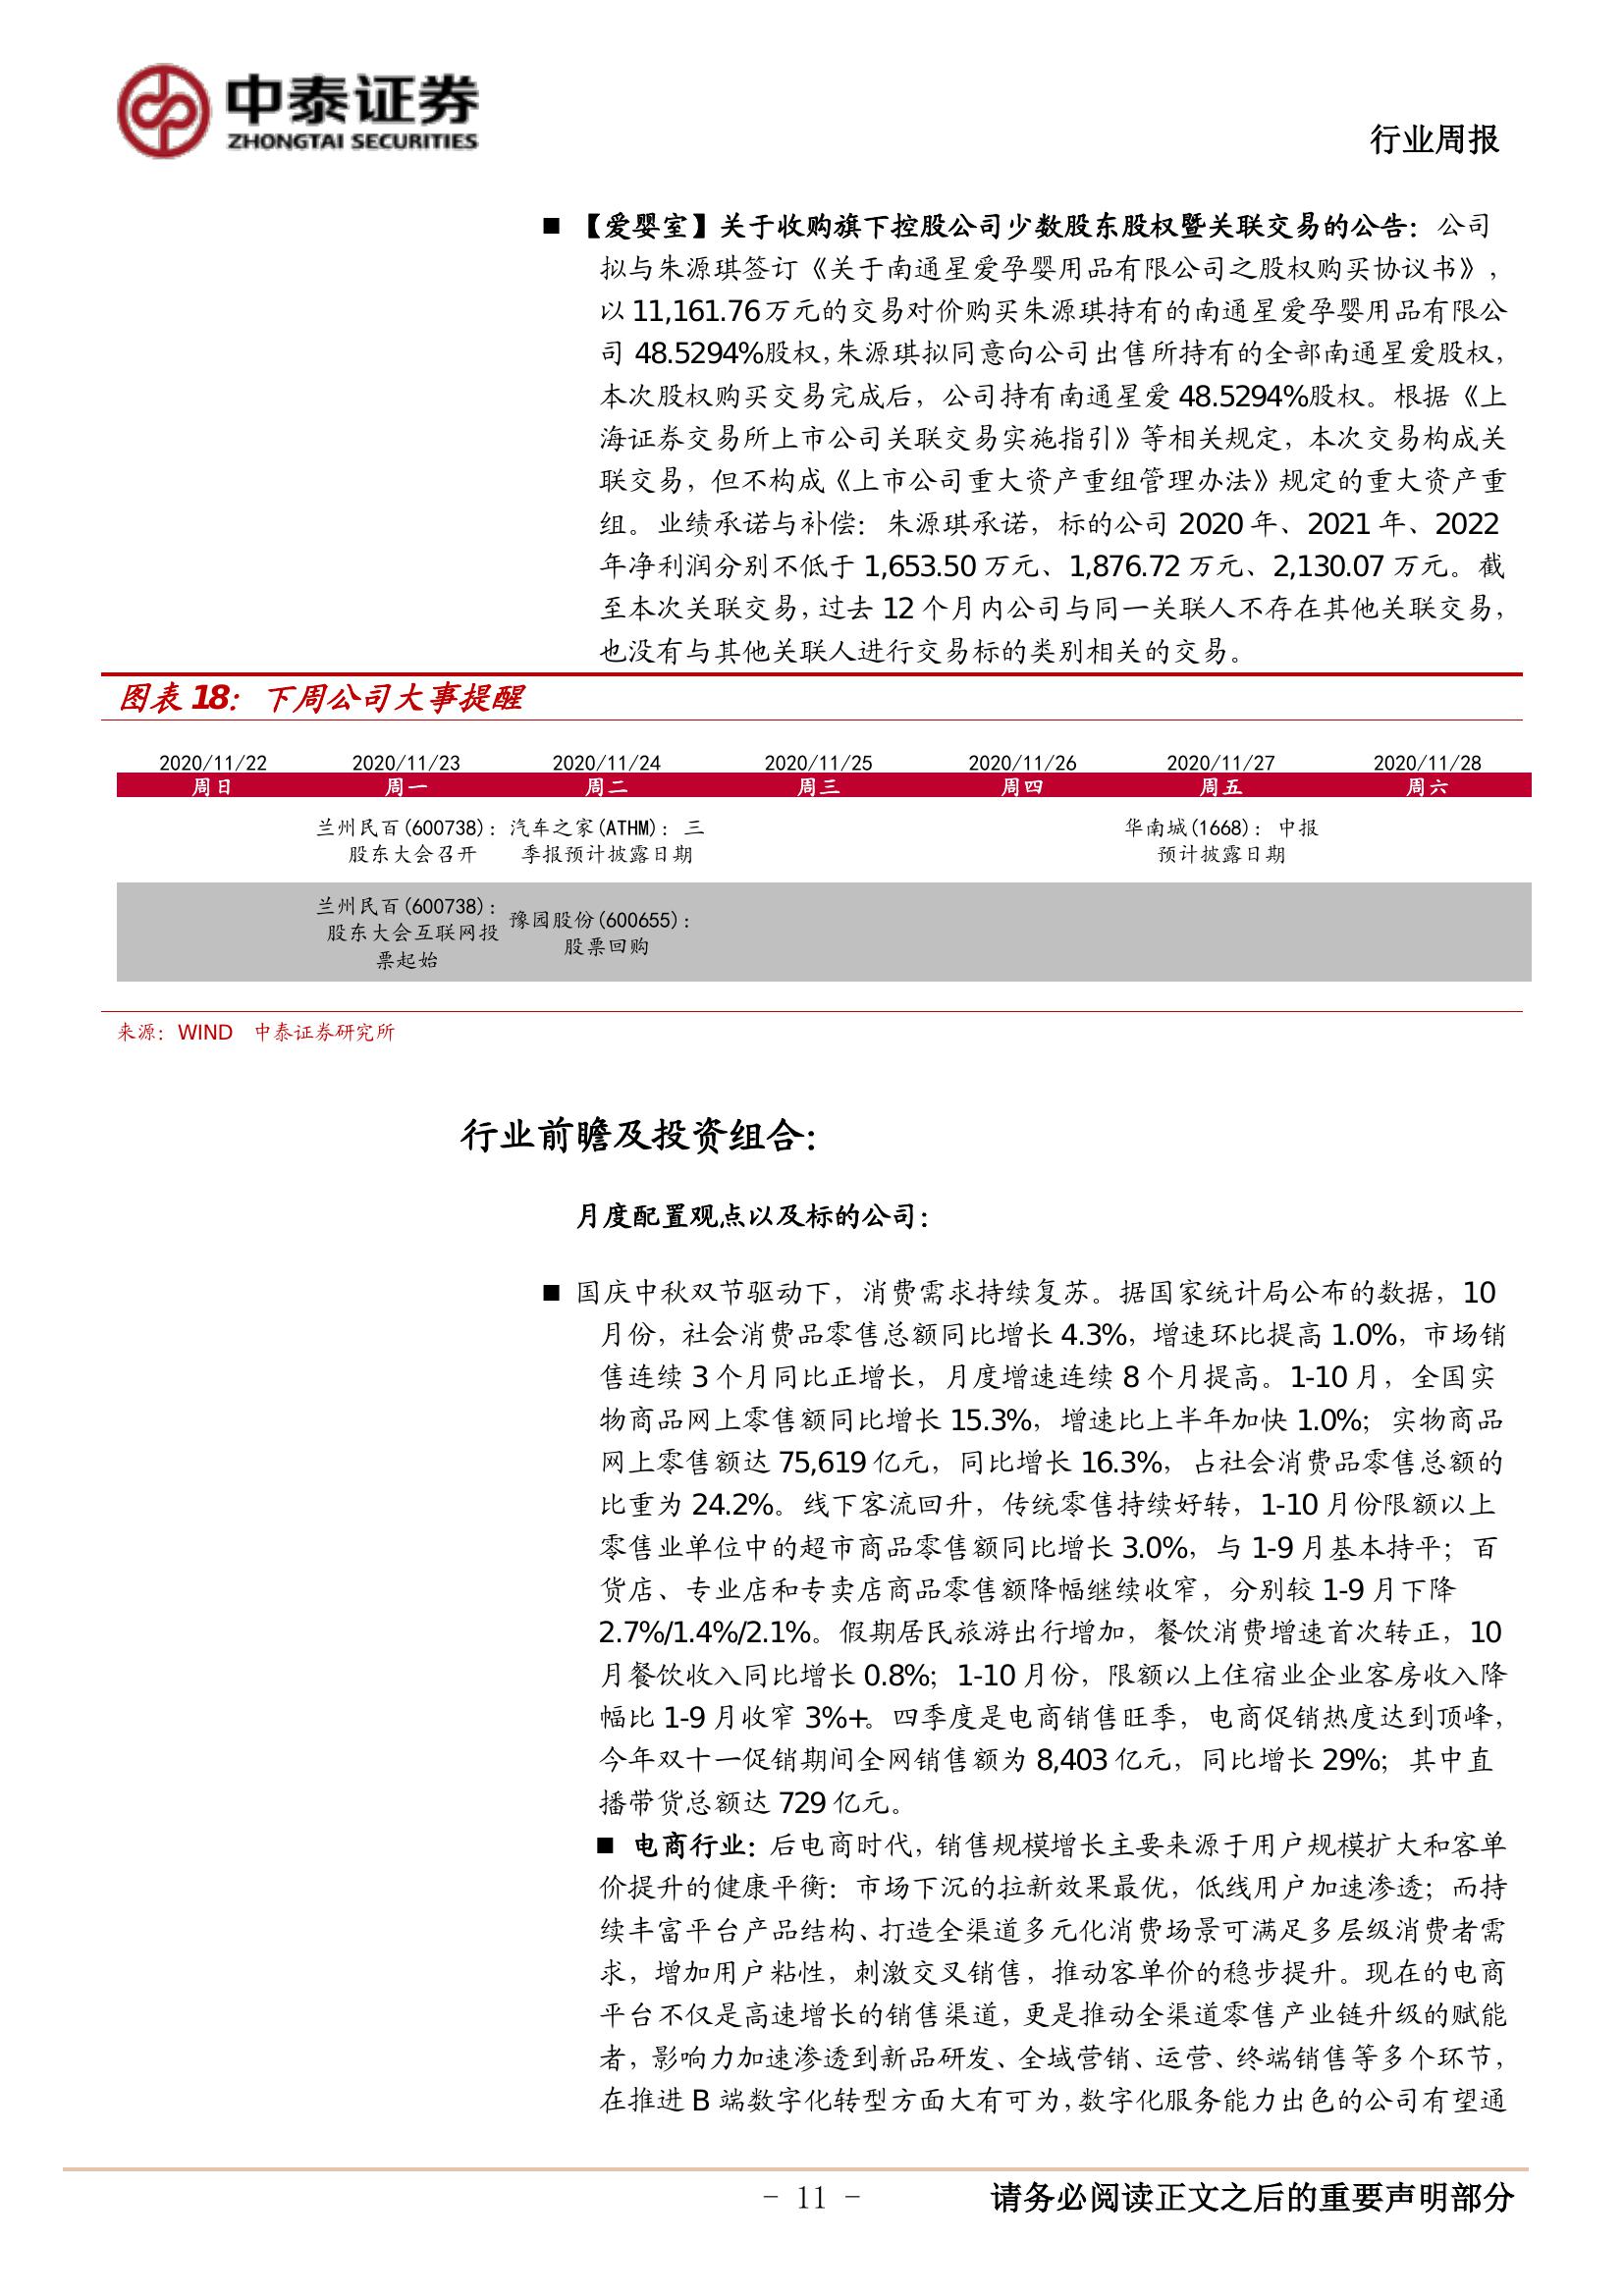 中泰证券
ZHONGTAI SECURITIES
行业周报
■ 【爱婴室】关于收购旗下控股公司少数股东股权暨关联交易的公告：公司
拟与朱源琪签订《关于南通星爱孕婴用品有限公司之股权购买协议书》，
以 11,161.76 万元的交易对价购买朱源琪持有的南通星爱孕婴用品有限公
司 48.5294%股权，朱源琪拟同意向公司出售所持有的全部南通星爱股权，
本次股权购买交易完成后，公司持有南通星爱 48.5294%股权。根据《上
海证券交易所上市公司关联交易实施指引》等相关规定，本次交易构成关
联交易，但不构成《上市公司重大资产重组管理办法》规定的重大资产重
组。业绩承诺与补偿：朱源琪承诺，标的公司 2020 年、2021 年、2022
年净利润分别不低于 1,653.50 万元、1,876.72 万元、2,130.07 万元。截
至本次关联交易，过去 12 个月内公司与同一关联人不存在其他关联交易，
也没有与其他关联人进行交易标的类别相关的交易。
图表 18：下周公司大事提醒
2020/11/22 2020/11/23 2020/11/24 2020/11/25 2020/11/26 2020/11/27 2020/11/28
周日 周一 周二 周三 周四 周五 周六
兰州民百(600738)： 汽车之家(ATHM)：三 华南城(1668)：中报
股东大会召开 季报预计披露日期 预计披露日期
兰州民百(600738)：
股东大会互联网投
票起始
豫园股份(600655)：
股票回购
来源：WIND 中泰证券研究所
行业前瞻及投资组合：
月度配置观点以及标的公司：
■ 国庆中秋双节驱动下，消费需求持续复苏。据国家统计局公布的数据，10
月份，社会消费品零售总额同比增长 4.3%，增速环比提高 1.0%，市场销
售连续 3 个月同比正增长，月度增速连续 8 个月提高。1-10 月，全国实
物商品网上零售额同比增长 15.3%，增速比上半年加快 1.0%；实物商品
网上零售额达 75,619 亿元，同比增长 16.3%，占社会消费品零售总额的
比重为 24.2%。线下客流回升，传统零售持续好转，1-10 月份限额以上
零售业单位中的超市商品零售额同比增长 3.0%，与 1-9 月基本持平；百
货店、专业店和专卖店商品零售额降幅继续收窄，分别较 1-9 月下降
2.7%/1.4%/2.1%。假期居民旅游出行增加，餐饮消费增速首次转正，10
月餐饮收入同比增长 0.8%；1-10 月份，限额以上住宿业企业客房收入降
幅比 1-9 月收窄 3%+。四季度是电商销售旺季，电商促销热度达到顶峰，
今年双十一促销期间全网销售额为 8,403 亿元，同比增长 29%；其中直
播带货总额达 729 亿元。
■ 电商行业：后电商时代，销售规模增长主要来源于用户规模扩大和客单
价提升的健康平衡：市场下沉的拉新效果最优，低线用户加速渗透；而持
续丰富平台产品结构、打造全渠道多元化消费场景可满足多层级消费者需
求，增加用户粘性，刺激交叉销售，推动客单价的稳步提升。现在的电商
平台不仅是高速增长的销售渠道，更是推动全渠道零售产业链升级的赋能
者，影响力加速渗透到新品研发、全域营销、运营、终端销售等多个环节，
在推进 B 端数字化转型方面大有可为，数字化服务能力出色的公司有望通
- 11 -
请务必阅读正文之后的重要声明部分